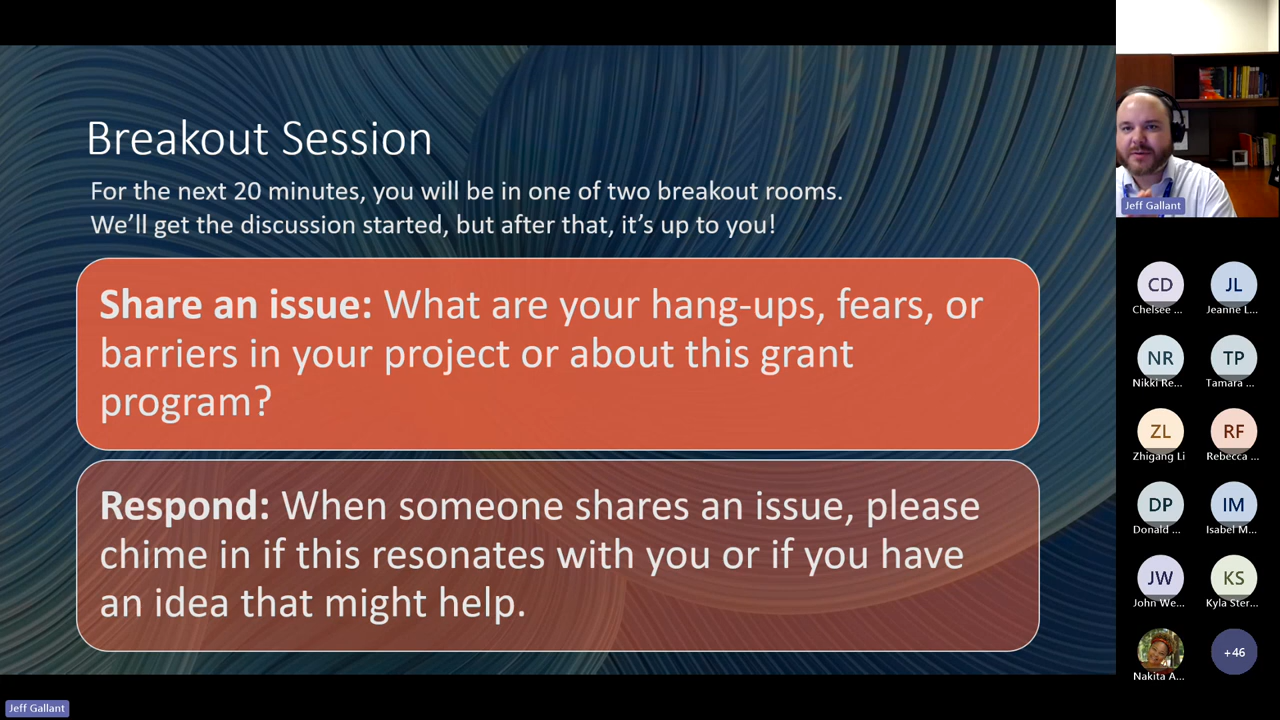 Breakout Session
For the next 20 minutes, you will be in one of two breakout rooms.
We'll get the discussion started, but after that, it's up to you!
Share an issue: What are your hang-ups, fears, or
barriers in your project or about this grant
program?
Respond: When someone shares an issue, please
chime in if this resonates with you or if you have
an idea that might help.
Jeff Gallant
CD JL
Chelsee ... Jeanne L...
NR TP
Nikki Re... Tamara ...
ZL RF
Zhigang Li Rebecca ...
DP IM
Donald ... Isabel M...
JW KS
John We... Kyla Ster...
+46
Nakita A...
Jeff Gallant